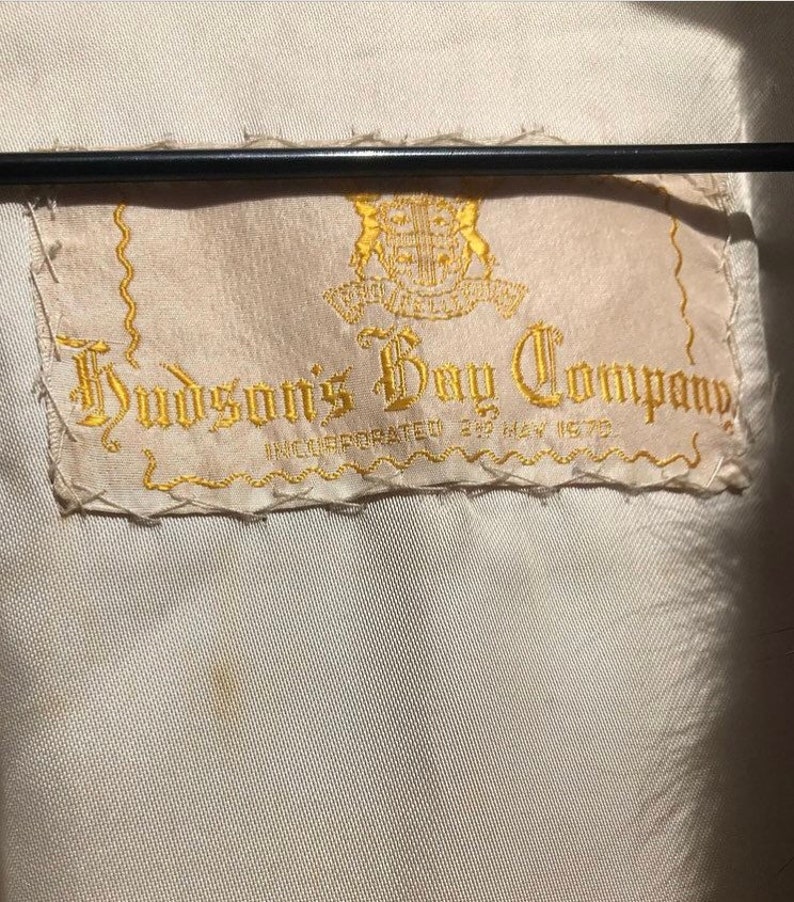 Hudson's Bay Company
INCORPORATED 2ND MAY 1670